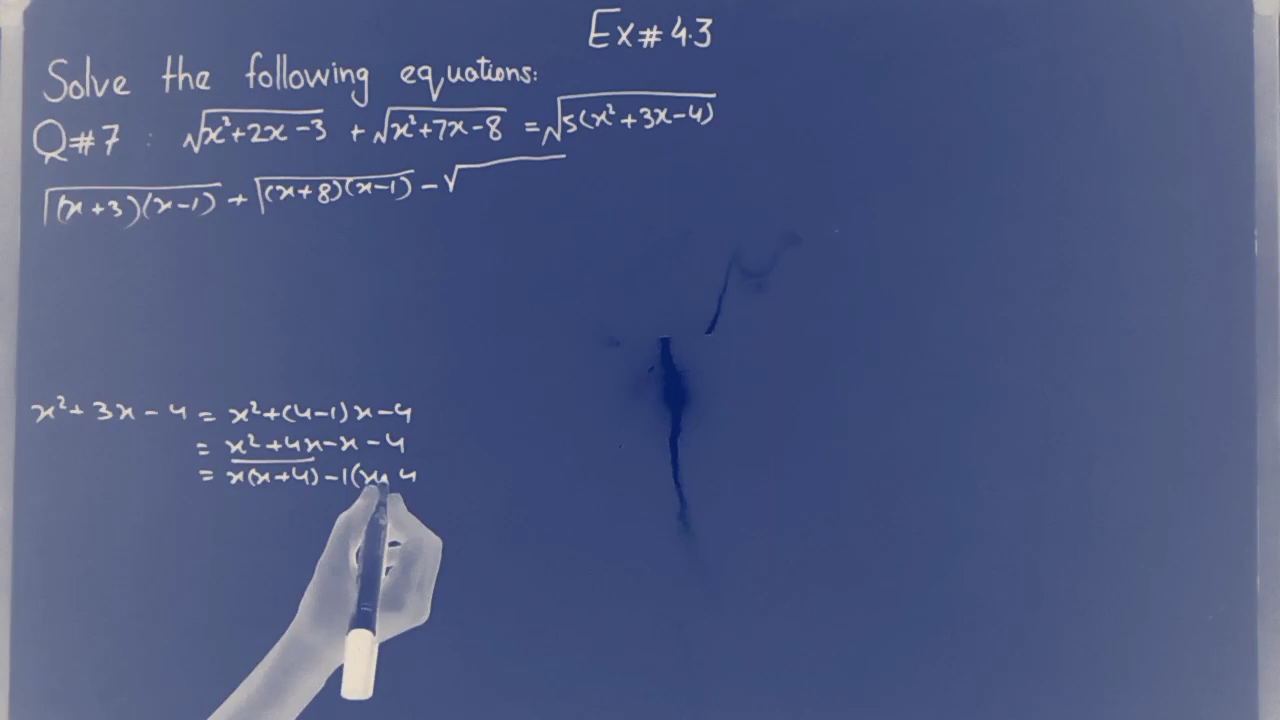 Ex# 4.3
Solve the following equations:
Q#7 : √x²+2x-3 + √x²+7x-8 = √5(x²+3x-4)
√(x+3)(x-1) + √(x+8)(x-1) - √
x²+3x-4 = x²+(4-1)x-4
= x²+4x-x-4
= x(x+4)-1(x 4